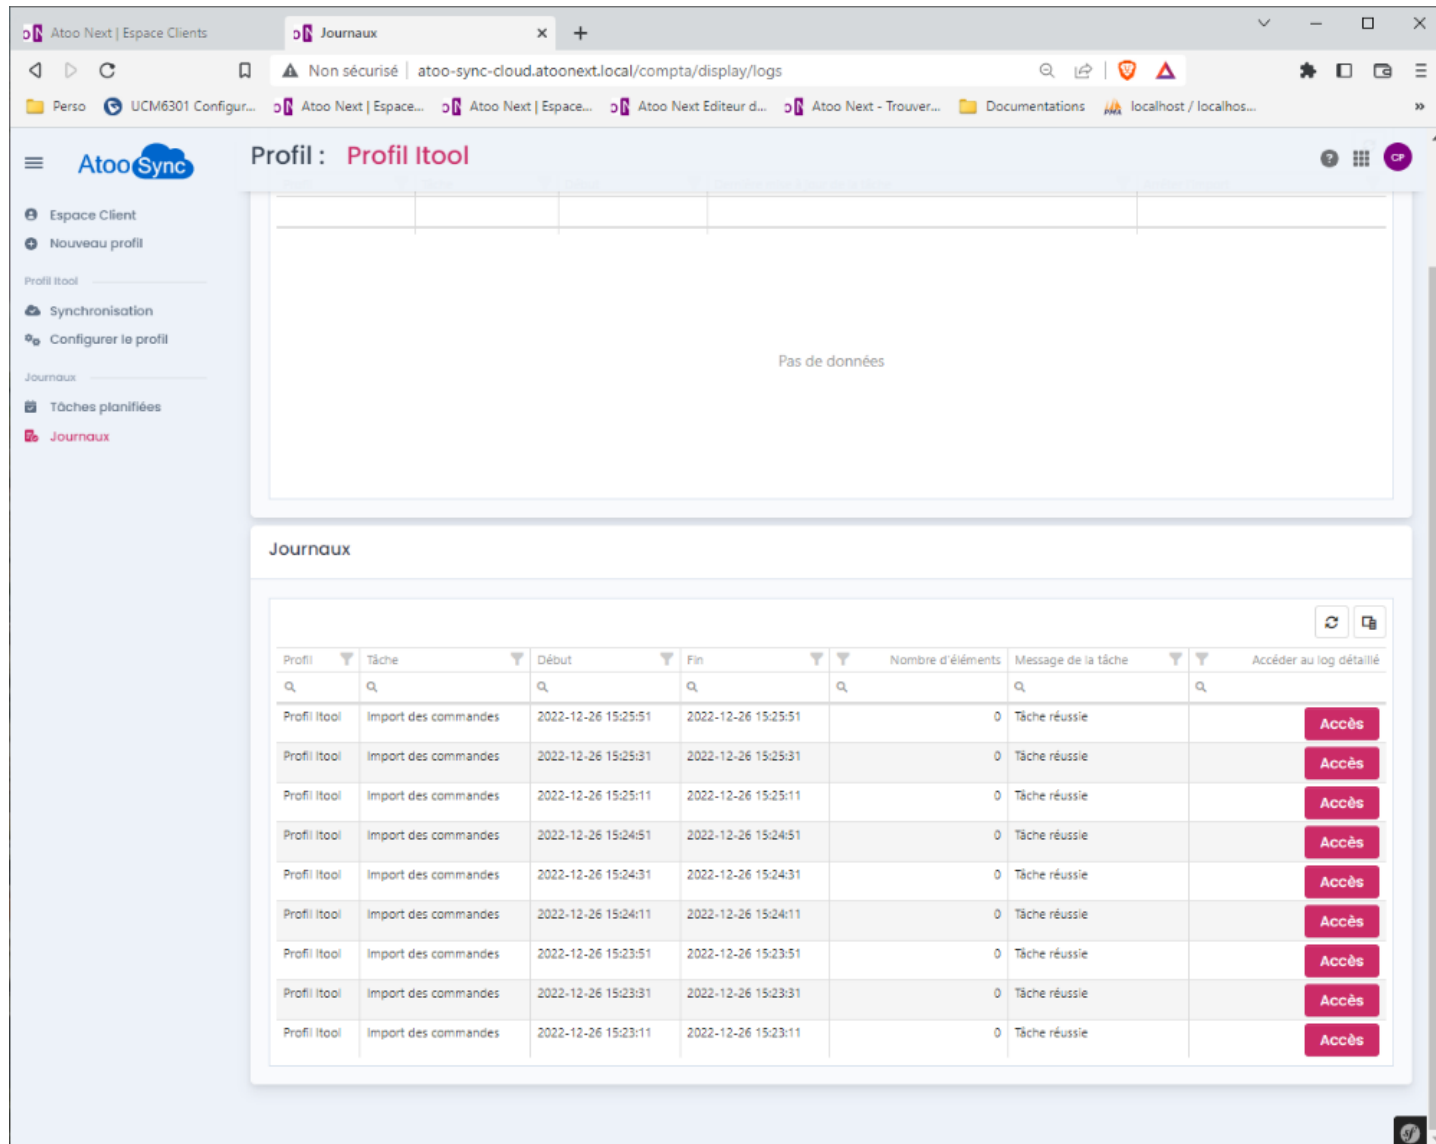 Atoo Next | Espace Clients
Journaux
Non sécurisé | atoo-sync-cloud.atoonext.local/compta/display/logs
Perso
UCM6301 Configur...
Atoo Next | Espace...
Atoo Next | Espace...
Atoo Next Editeur d...
Atoo Next - Trouver...
Documentations
localhost / localhos...
AtooSync
Profil : Profil Itool
CP
Espace Client
Nouveau profil
Profil Itool
Synchronisation
Configurer le profil
Journaux
Tâches planifiées
Journaux
Pas de données
Journaux
Profil Tâche Début Fin Nombre d'éléments Message de la tâche Accéder au log détaillé
Profil Itool Import des commandes 2022-12-26 15:25:51 2022-12-26 15:25:51 0 Tâche réussie Accès
Profil Itool Import des commandes 2022-12-26 15:25:31 2022-12-26 15:25:31 0 Tâche réussie Accès
Profil Itool Import des commandes 2022-12-26 15:25:11 2022-12-26 15:25:11 0 Tâche réussie Accès
Profil Itool Import des commandes 2022-12-26 15:24:51 2022-12-26 15:24:51 0 Tâche réussie Accès
Profil Itool Import des commandes 2022-12-26 15:24:31 2022-12-26 15:24:31 0 Tâche réussie Accès
Profil Itool Import des commandes 2022-12-26 15:24:11 2022-12-26 15:24:11 0 Tâche réussie Accès
Profil Itool Import des commandes 2022-12-26 15:23:51 2022-12-26 15:23:51 0 Tâche réussie Accès
Profil Itool Import des commandes 2022-12-26 15:23:31 2022-12-26 15:23:31 0 Tâche réussie Accès
Profil Itool Import des commandes 2022-12-26 15:23:11 2022-12-26 15:23:11 0 Tâche réussie Accès